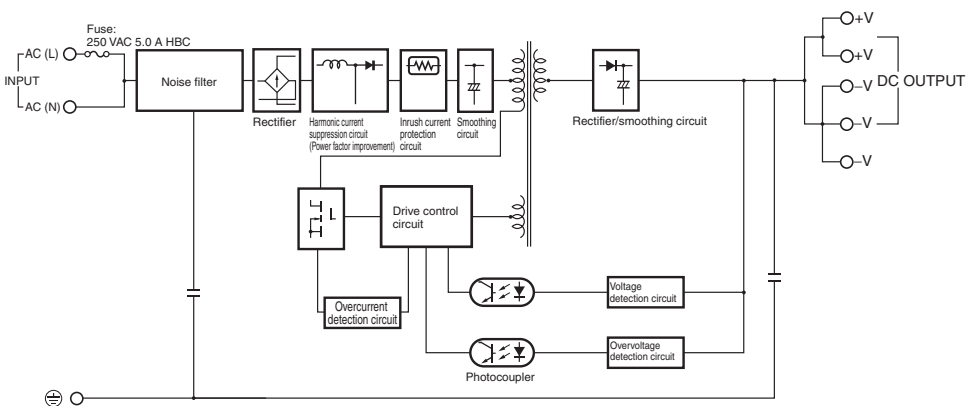 Fuse:
250 VAC 5.0 A HBC
AC (L)
INPUT
AC (N)
Noise filter
Rectifier
Harmonic current
suppression circuit
(Power factor improvement)
Inrush current
protection
circuit
Smoothing
circuit
Rectifier/smoothing circuit
+V
+V
–V
DC OUTPUT
–V
–V
Drive control
circuit
Overcurrent
detection circuit
Voltage
detection circuit
Overvoltage
detection circuit
Photocoupler